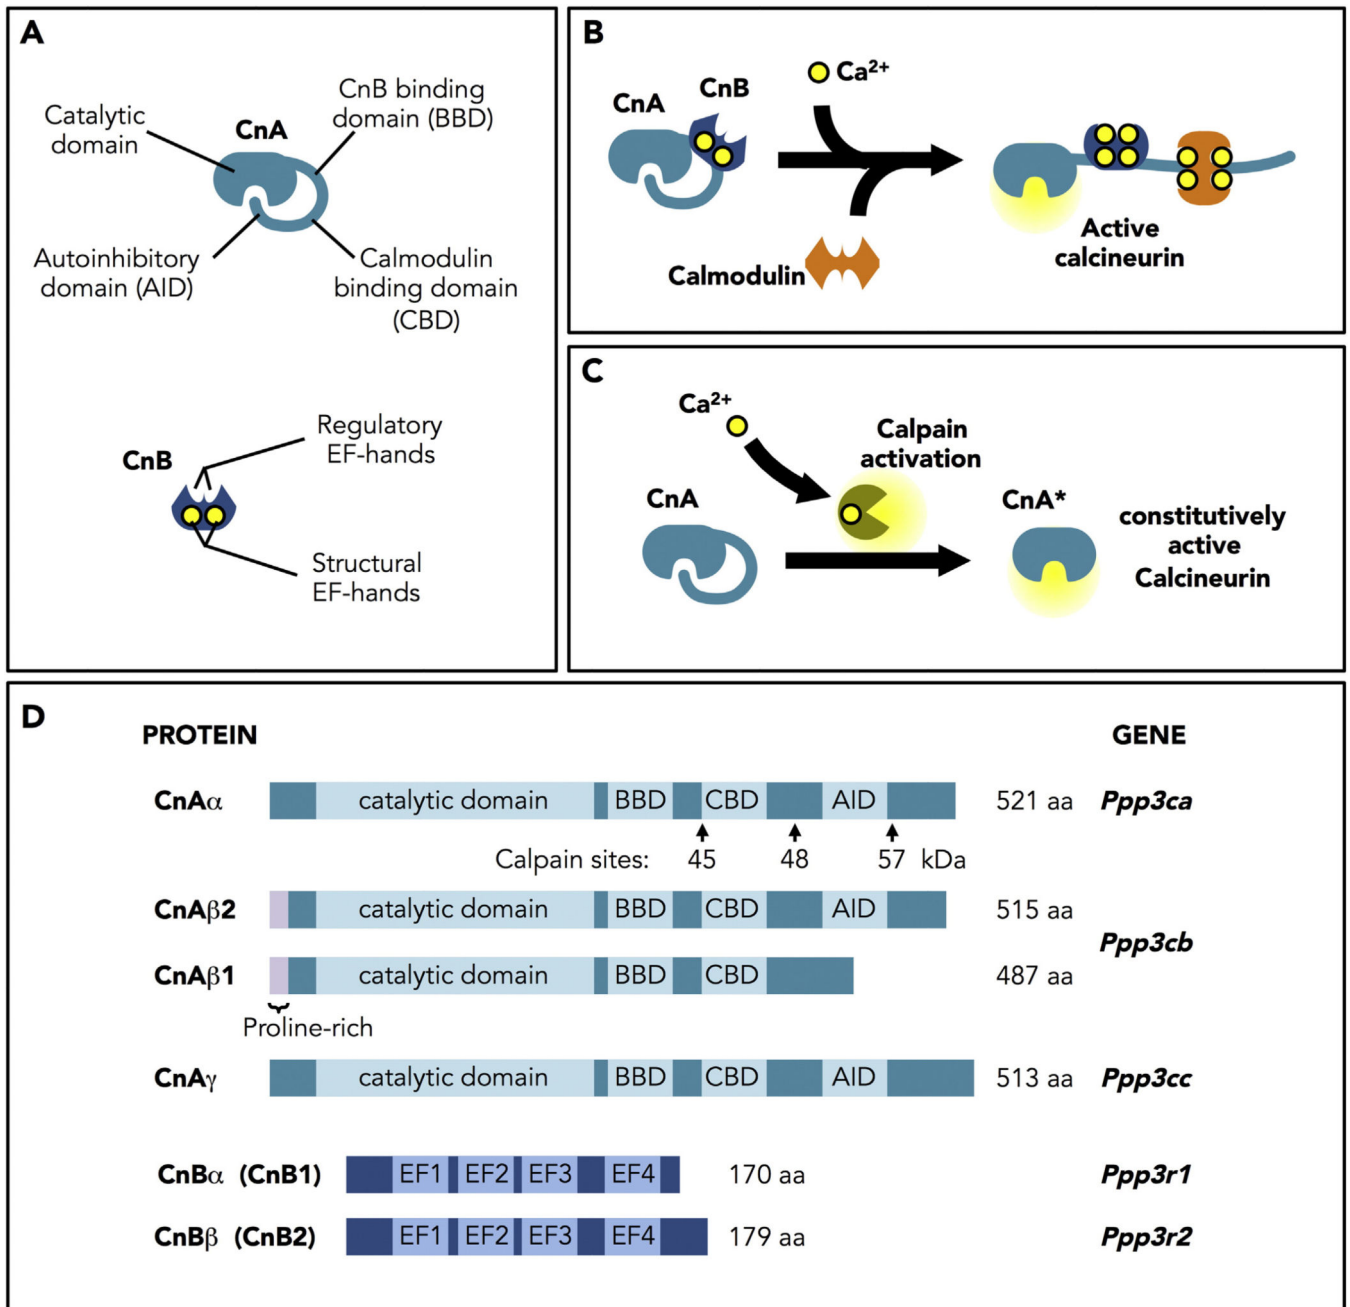 A
Catalytic
domain
CnA
CnB binding
domain (BBD)
Autoinhibitory
domain (AID)
Calmodulin
binding domain
(CBD)
CnB
Regulatory
EF-hands
Structural
EF-hands
B
CnA
CnB
Ca²⁺
Calmodulin
Active
calcineurin
C
Ca²⁺
CnA
Calpain
activation
CnA*
constitutively
active
Calcineurin
D
PROTEIN GENE
CnAα catalytic domain BBD CBD AID 521 aa Ppp3ca
Calpain sites: 45 48 57 kDa
CnAβ2 catalytic domain BBD CBD AID 515 aa
Ppp3cb
CnAβ1 catalytic domain BBD CBD 487 aa
Proline-rich
CnAγ catalytic domain BBD CBD AID 513 aa Ppp3cc
CnBα (CnB1) EF1 EF2 EF3 EF4 170 aa Ppp3r1
CnBβ (CnB2) EF1 EF2 EF3 EF4 179 aa Ppp3r2